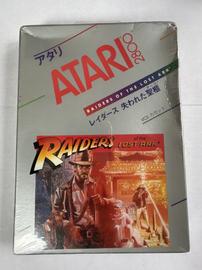 アタリ
ATARI 2800
RAIDERS OF THE LOST ARK
レイダース 失われた聖櫃
RAIDERS
of the
LOST ARK